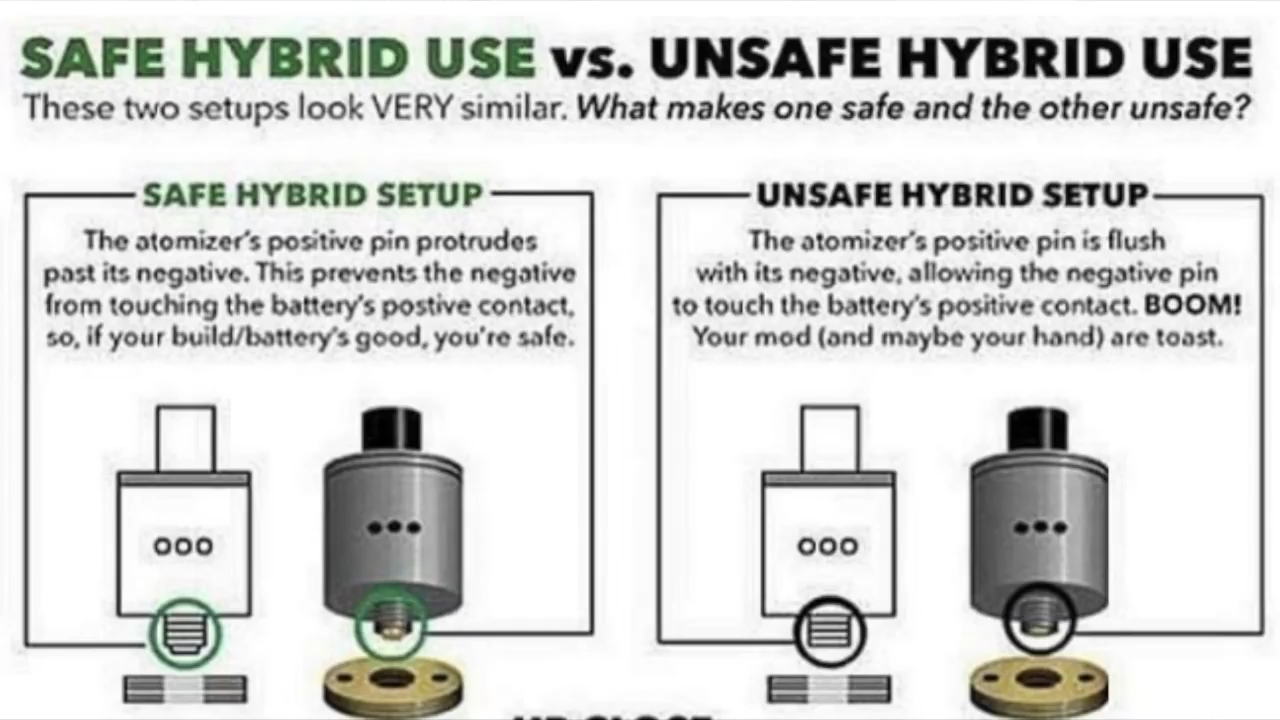 SAFE HYBRID USE vs. UNSAFE HYBRID USE
These two setups look VERY similar. What makes one safe and the other unsafe?
SAFE HYBRID SETUP
The atomizer's positive pin protrudes
past its negative. This prevents the negative
from touching the battery's postive contact,
so, if your build/battery's good, you're safe.
UNSAFE HYBRID SETUP
The atomizer's positive pin is flush
with its negative, allowing the negative pin
to touch the battery's positive contact. BOOM!
Your mod (and maybe your hand) are toast.